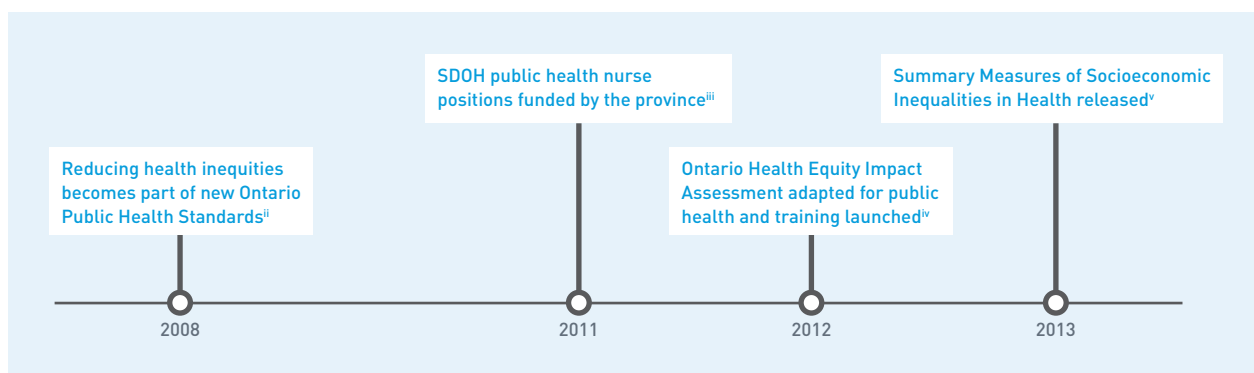 Reducing health inequities
becomes part of new Ontario
Public Health Standardsii
SDOH public health nurse
positions funded by the provinceiii
Ontario Health Equity Impact
Assessment adapted for public
health and training launchediv
Summary Measures of Socioeconomic
Inequalities in Health releasedv
2008
2011
2012
2013